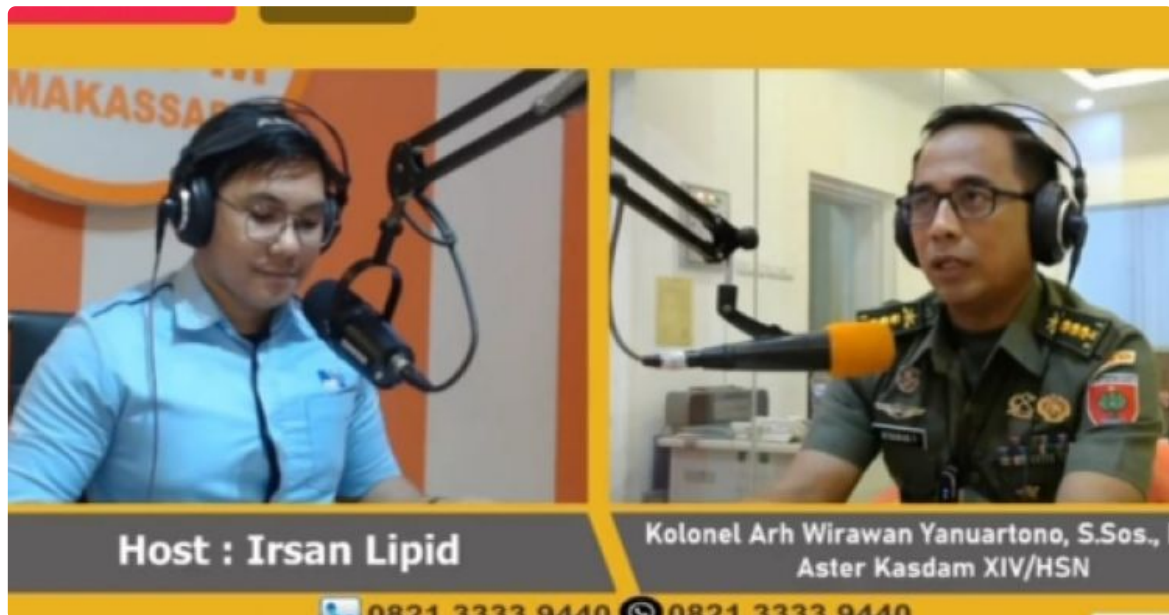 MAKASSAR
Host : Irsan Lipid
Kolonel Arh Wirawan Yanuartono, S.Sos.,
Aster Kasdam XIV/HSN
0821 3333 9440 0821 3333 9440